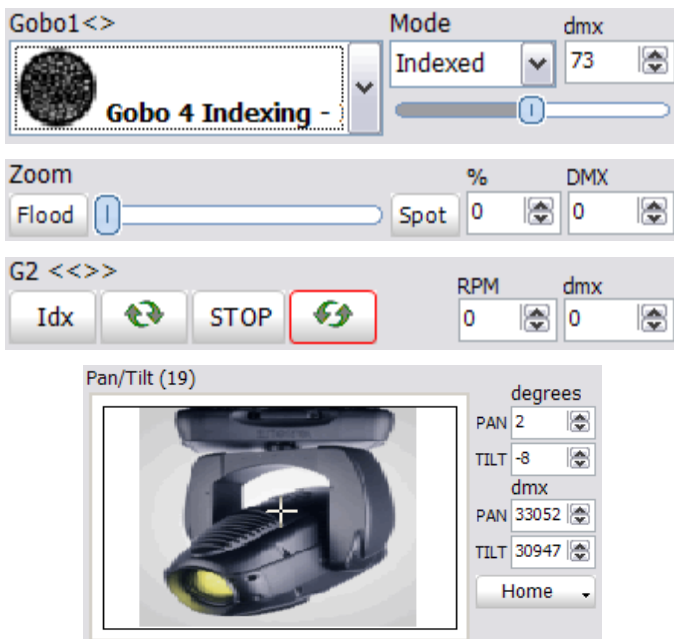 Gobo1<> Mode dmx
Gobo 4 Indexing - Indexed 73
Zoom % DMX
Flood Spot 0 0
G2 <<>> RPM dmx
Idx STOP 0 0
Pan/Tilt (19)
degrees
PAN 2
TILT -8
dmx
PAN 33052
TILT 30947
Home